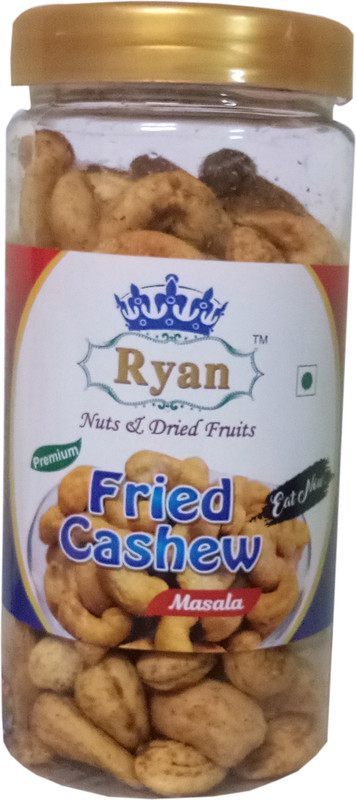 Ryan
TM
Nuts & Dried Fruits
Premium
Fried
Cashew
Eat Now
Masala